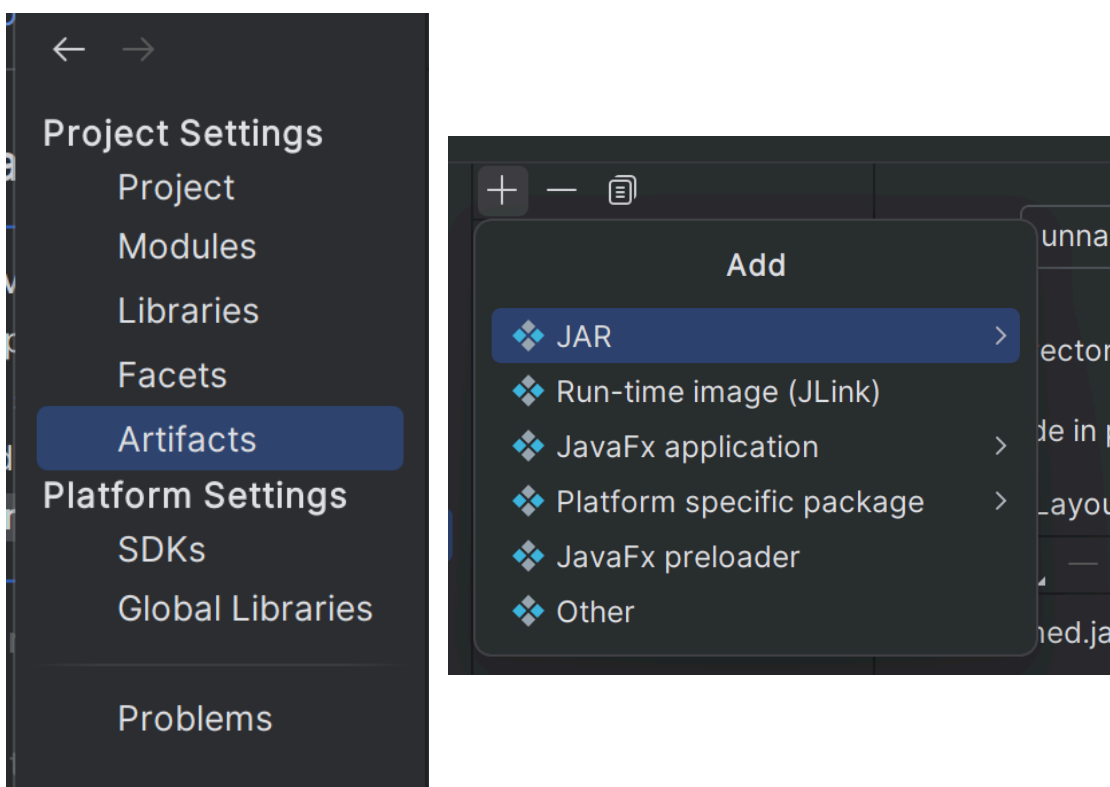 Project Settings
Project
Modules
Libraries
Facets
Artifacts
Platform Settings
SDKs
Global Libraries
Problems
Add
JAR
Run-time image (JLink)
JavaFx application
Platform specific package
JavaFx preloader
Other